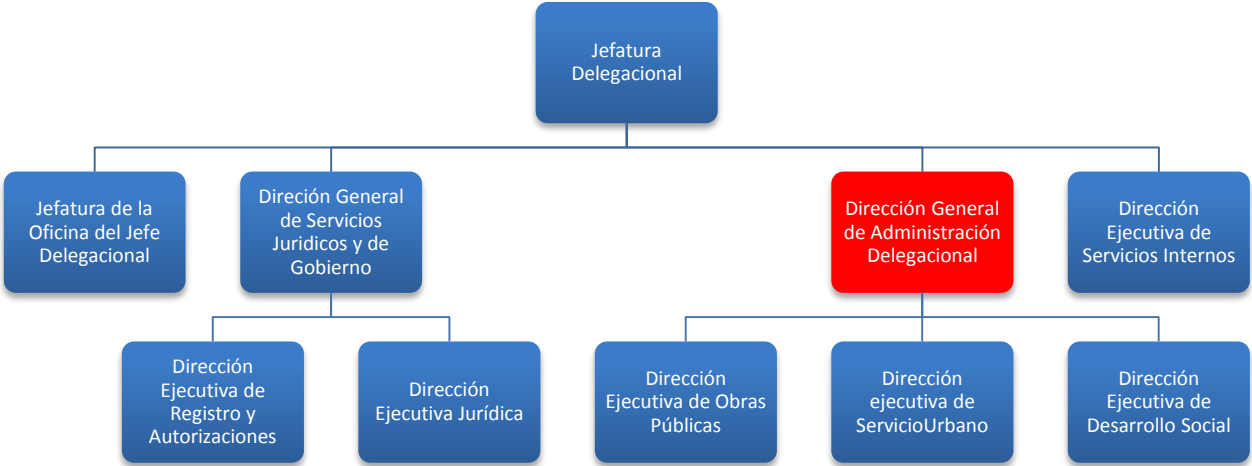 Jefatura
Delegacional
Jefatura de la
Oficina del Jefe
Delegacional
Direción General
de Servicios
Juridicos y de
Gobierno
Dirección General
de Administración
Delegacional
Dirección
Ejecutiva de
Servicios Internos
Dirección
Ejecutiva de
Registro y
Autorizaciones
Dirección
Ejecutiva Jurídica
Dirección
Ejecutiva de Obras
Públicas
Dirección
ejecutiva de
ServicioUrbano
Dirección
Ejecutiva de
Desarrollo Social